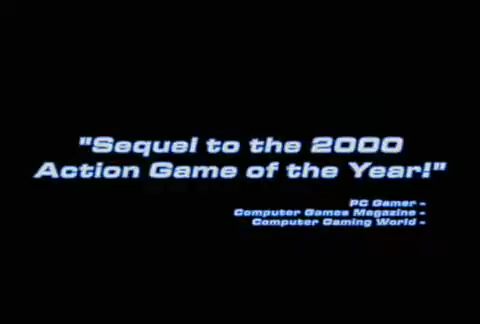 "Sequel to the 2000
Action Game of the Year!"
PC Gamer -
Computer Games Magazine -
Computer Gaming World -